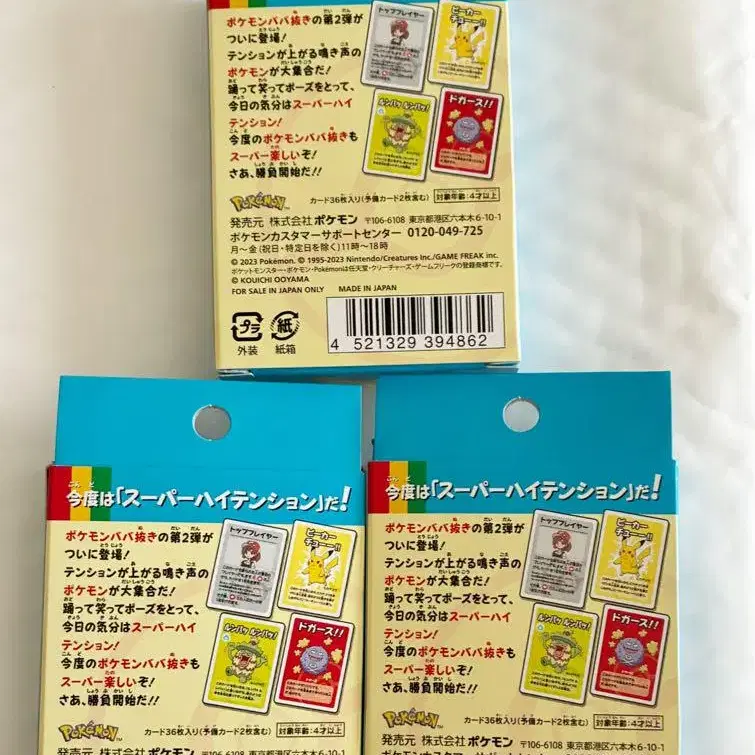 ポケモンババ抜きの第2弾が
ついに登場!
テンションが上がる鳴き声の
ポケモンが大集合だ!
踊って笑ってポーズをとって、
今日の気分はスーパーハイ
テンション!
今度のポケモンババ抜きも
スーパー楽しいぞ!
さあ、勝負開始だ!!
トッププレイヤー
ピーカー
チューー!!
ルンパッ ルンパッ!
ドガース!!
Pokémon
カード36枚入り(予備カード2枚含む)
対象年齢:4才以上
発売元 株式会社ポケモン 〒106-6108 東京都港区六本木6-10-1
ポケモンカスタマーサポートセンター 0120-049-725
月〜金(祝日・特定日を除く)11時〜18時
© 2023 Pokémon. © 1995-2023 Nintendo/Creatures Inc./GAME FREAK inc.
ポケットモンスター・ポケモン・Pokémonは任天堂・クリーチャーズ・ゲームフリークの登録商標です。
© KOUICHI OOYAMA
FOR SALE IN JAPAN ONLY MADE IN JAPAN
プラ
外装
紙
紙箱
4 521329 394862
今度は「スーパーハイテンション」だ!
ポケモンババ抜きの第2弾が
ついに登場!
テンションが上がる鳴き声の
ポケモンが大集合だ!
踊って笑ってポーズをとって、
今日の気分はスーパーハイ
テンション!
今度のポケモンババ抜きも
スーパー楽しいぞ!
さあ、勝負開始だ!!
トッププレイヤー
ピーカー
チューー!!
ルンパッ ルンパッ!
ドガース!!
Pokémon
カード36枚入り(予備カード2枚含む)
対象年齢:4才以上
発売元 株式会社ポケモン 〒106-6108 東京都港区六本木6-10-1
今度は「スーパーハイテンション」だ!
ポケモンババ抜きの第2弾が
ついに登場!
テンションが上がる鳴き声の
ポケモンが大集合だ!
踊って笑ってポーズをとって、
今日の気分はスーパーハイ
テンション!
今度のポケモンババ抜きも
スーパー楽しいぞ!
さあ、勝負開始だ!!
トッププレイヤー
ピーカー
チューー!!
ルンパッ ルンパッ!
ドガース!!
Pokémon
カード36枚入り(予備カード2枚含む)
対象年齢:4才以上
発売元 株式会社ポケモン 〒106-6108 東京都港区六本木